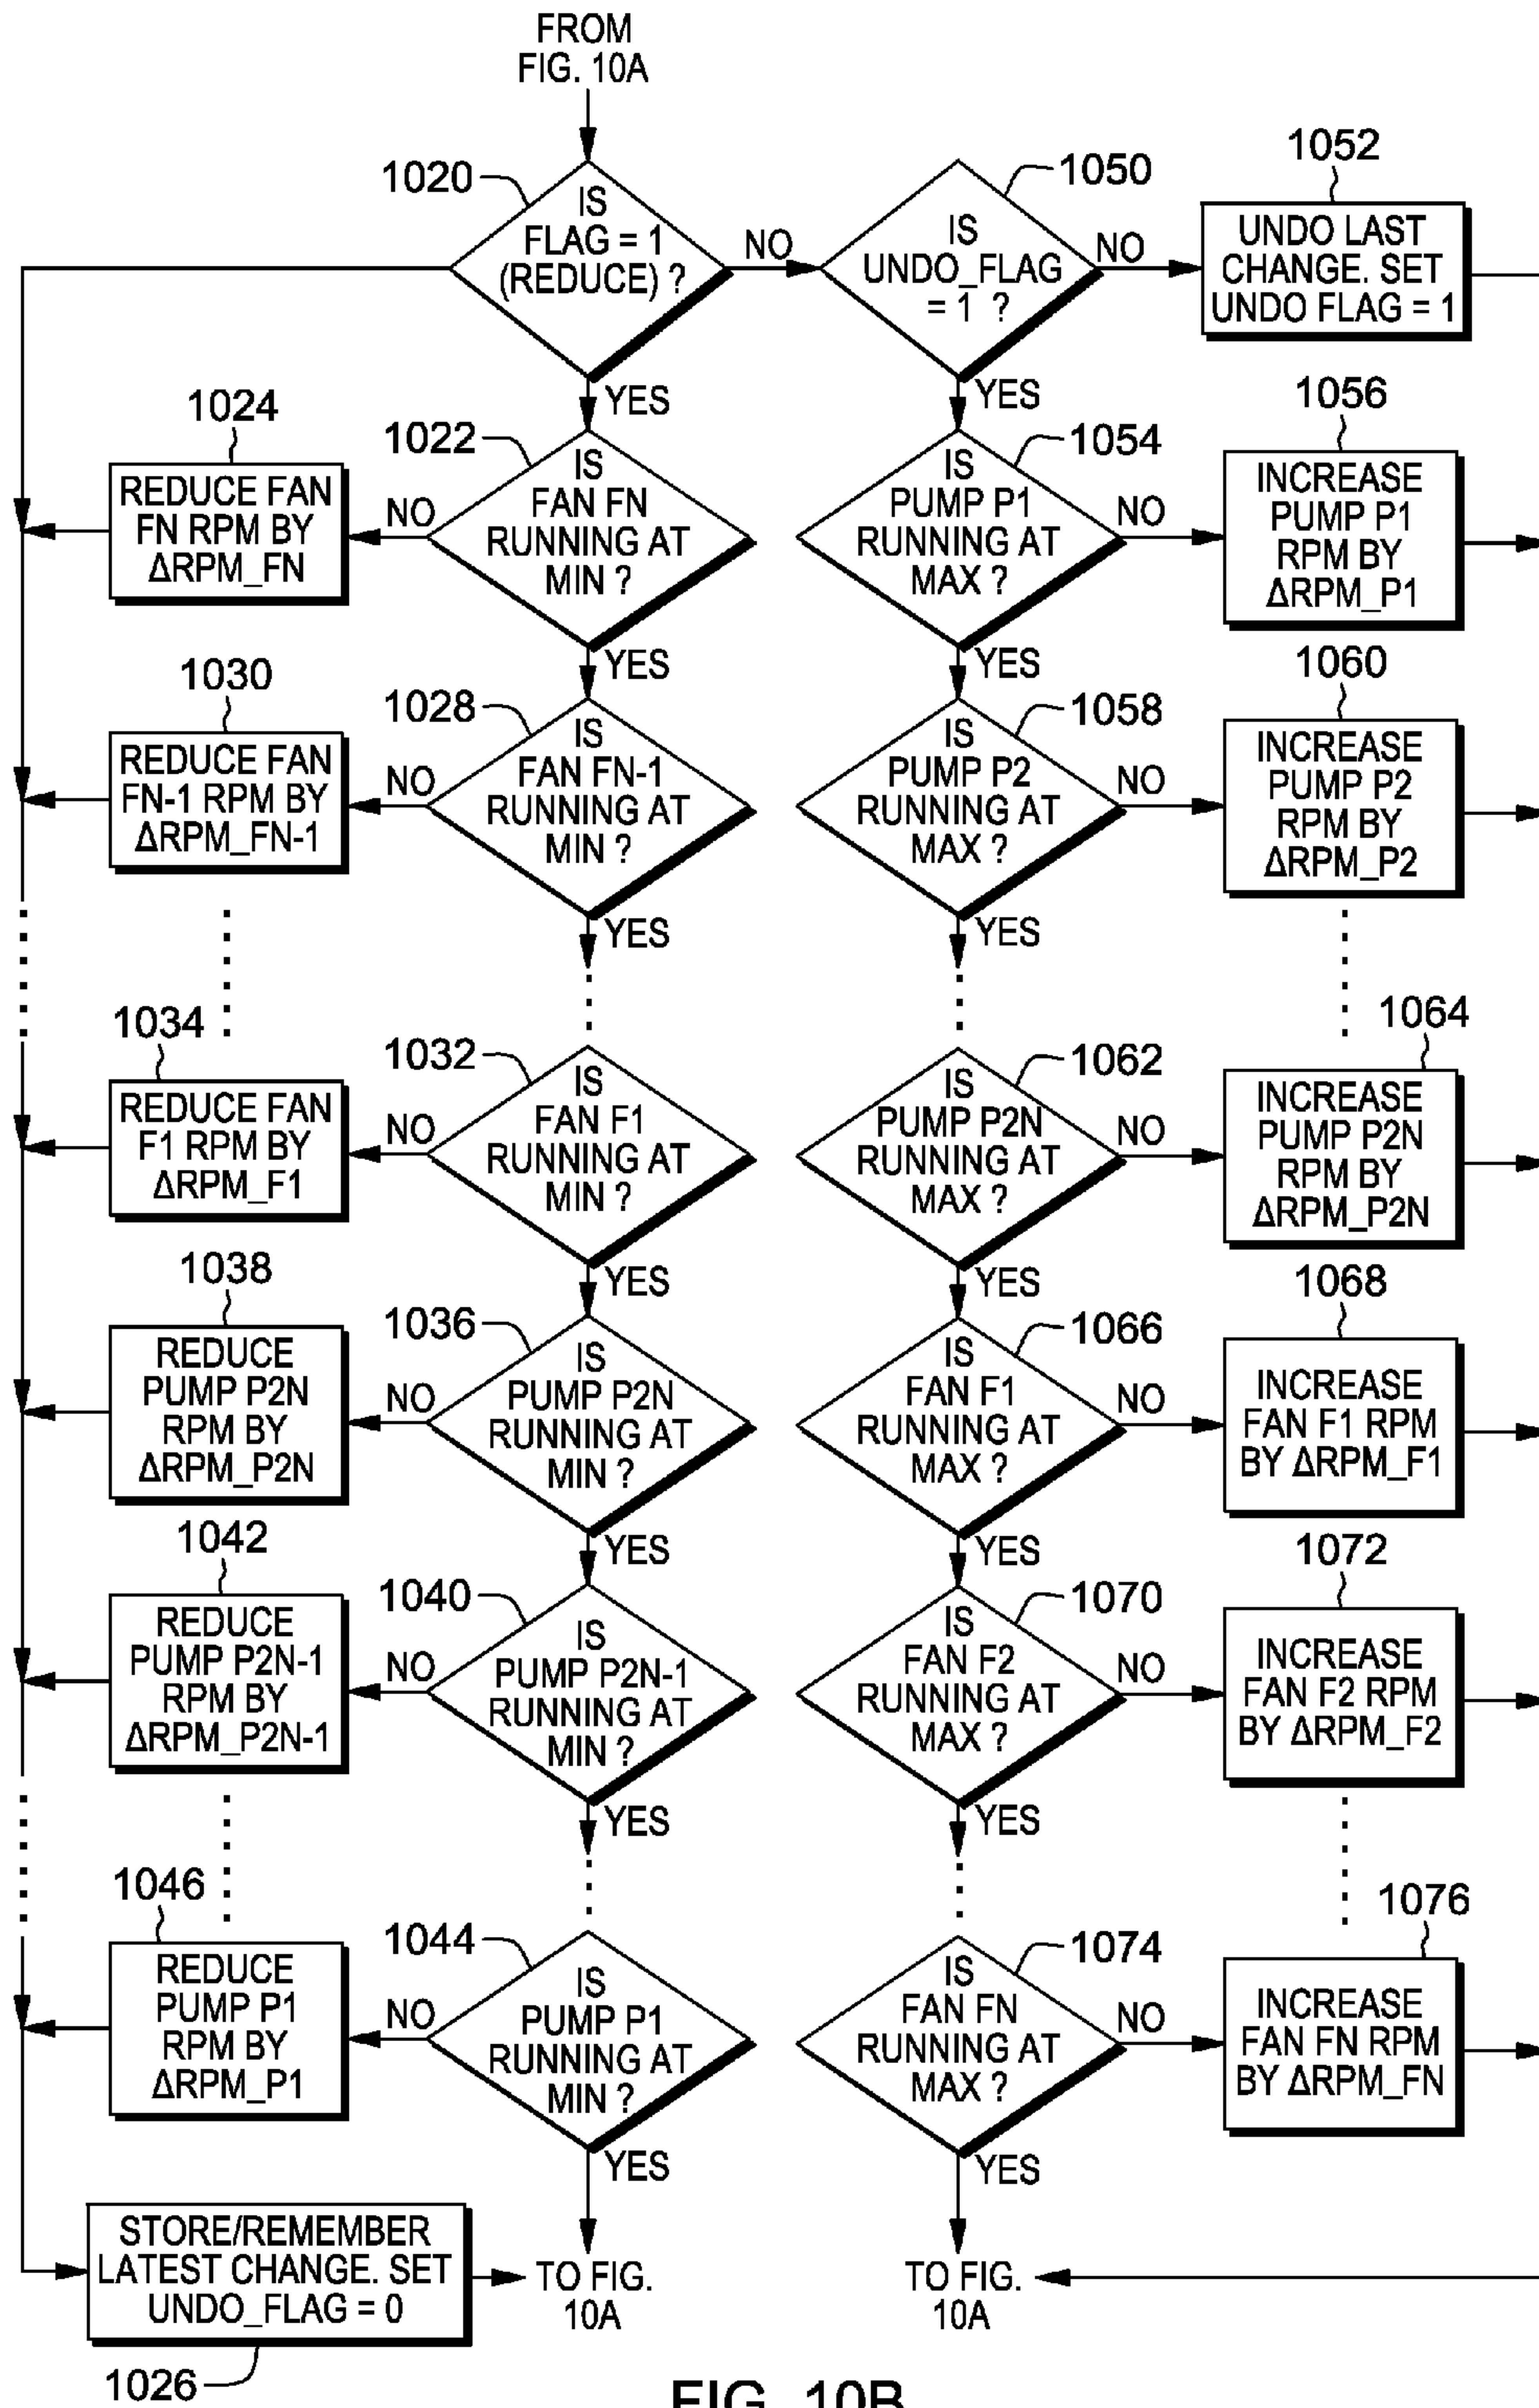 FROM
FIG. 10A
1020
IS
FLAG = 1
(REDUCE) ?
NO
YES
1050
IS
UNDO_FLAG
= 1 ?
NO
YES
1052
UNDO LAST
CHANGE. SET
UNDO FLAG = 1
1024
REDUCE FAN
FN RPM BY
ΔRPM_FN
NO
1022
IS
FAN FN
RUNNING AT
MIN ?
YES
1054
IS
PUMP P1
RUNNING AT
MAX ?
NO
YES
1056
INCREASE
PUMP P1
RPM BY
ΔRPM_P1
1030
REDUCE FAN
FN-1 RPM BY
ΔRPM_FN-1
NO
1028
IS
FAN FN-1
RUNNING AT
MIN ?
YES
1058
IS
PUMP P2
RUNNING AT
MAX ?
NO
YES
1060
INCREASE
PUMP P2
RPM BY
ΔRPM_P2
1034
REDUCE FAN
F1 RPM BY
ΔRPM_F1
NO
1032
IS
FAN F1
RUNNING AT
MIN ?
YES
1062
IS
PUMP P2N
RUNNING AT
MAX ?
NO
YES
1064
INCREASE
PUMP P2N
RPM BY
ΔRPM_P2N
1038
REDUCE
PUMP P2N
RPM BY
ΔRPM_P2N
NO
1036
IS
PUMP P2N
RUNNING AT
MIN ?
YES
1066
IS
FAN F1
RUNNING AT
MAX ?
NO
YES
1068
INCREASE
FAN F1 RPM
BY ΔRPM_F1
1042
REDUCE
PUMP P2N-1
RPM BY
ΔRPM_P2N-1
NO
1040
IS
PUMP P2N-1
RUNNING AT
MIN ?
YES
1070
IS
FAN F2
RUNNING AT
MAX ?
NO
YES
1072
INCREASE
FAN F2 RPM
BY ΔRPM_F2
1046
REDUCE
PUMP P1
RPM BY
ΔRPM_P1
NO
1044
IS
PUMP P1
RUNNING AT
MIN ?
YES
1074
IS
FAN FN
RUNNING AT
MAX ?
NO
YES
1076
INCREASE
FAN FN RPM
BY ΔRPM_FN
STORE/REMEMBER
LATEST CHANGE. SET
UNDO_FLAG = 0
1026
TO FIG.
10A
TO FIG.
10A
FIG. 10B